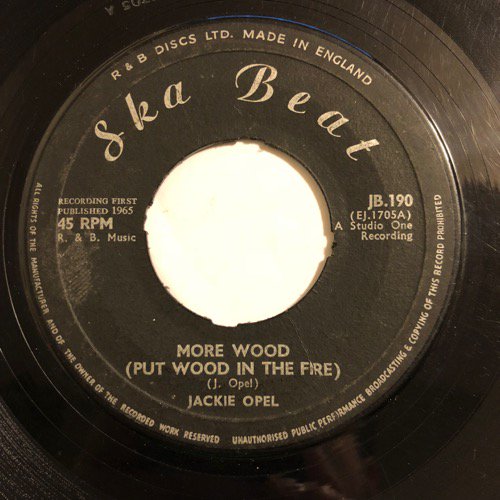 R & B DISCS LTD. MADE IN ENGLAND
Ska Beat
RECORDING FIRST
PUBLISHED 1965
45 RPM
R. & B. Music
JB.190
(EJ.1705A)
A Studio One
Recording
MORE WOOD
(PUT WOOD IN THE FIRE)
(J. Opel)
JACKIE OPEL
ALL RIGHTS OF THE MANUFACTURER AND OF THE OWNER OF THE RECORDED WORK RESERVED UNAUTHORISED PUBLIC PERFORMANCE BROADCASTING & COPYING OF THIS RECORD PROHIBITED